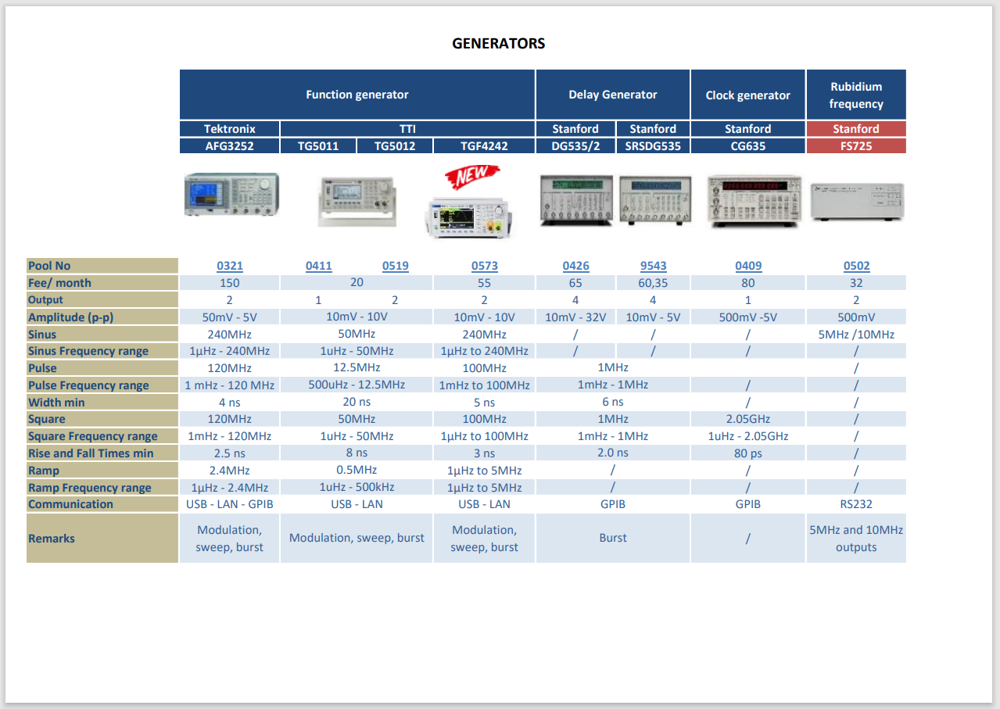 GENERATORS
Function generator Delay Generator Clock generator Rubidium frequency
Tektronix TTI Stanford Stanford Stanford Stanford
AFG3252 TG5011 TG5012 TGF4242 DG535/2 SRSDG535 CG635 FS725
NEW
Pool No 0321 0411 0519 0573 0426 9543 0409 0502
Fee/ month 150 20 55 65 60,35 80 32
Output 2 1 2 2 4 4 1 2
Amplitude (p-p) 50mV - 5V 10mV - 10V 10mV - 10V 10mV - 32V 10mV - 5V 500mV -5V 500mV
Sinus 240MHz 50MHz 240MHz / / / 5MHz /10MHz
Sinus Frequency range 1µHz - 240MHz 1uHz - 50MHz 1µHz to 240MHz / / / /
Pulse 120MHz 12.5MHz 100MHz 1MHz /
Pulse Frequency range 1 mHz - 120 MHz 500uHz - 12.5MHz 1mHz to 100MHz 1mHz - 1MHz / /
Width min 4 ns 20 ns 5 ns 6 ns / /
Square 120MHz 50MHz 100MHz 1MHz 2.05GHz /
Square Frequency range 1mHz - 120MHz 1uHz - 50MHz 1µHz to 100MHz 1mHz - 1MHz 1uHz - 2.05GHz /
Rise and Fall Times min 2.5 ns 8 ns 3 ns 2.0 ns 80 ps /
Ramp 2.4MHz 0.5MHz 1µHz to 5MHz / / /
Ramp Frequency range 1µHz - 2.4MHz 1uHz - 500kHz 1µHz to 5MHz / / /
Communication USB - LAN - GPIB USB - LAN USB - LAN GPIB GPIB RS232
Remarks Modulation, sweep, burst Modulation, sweep, burst Modulation, sweep, burst Burst / 5MHz and 10MHz outputs